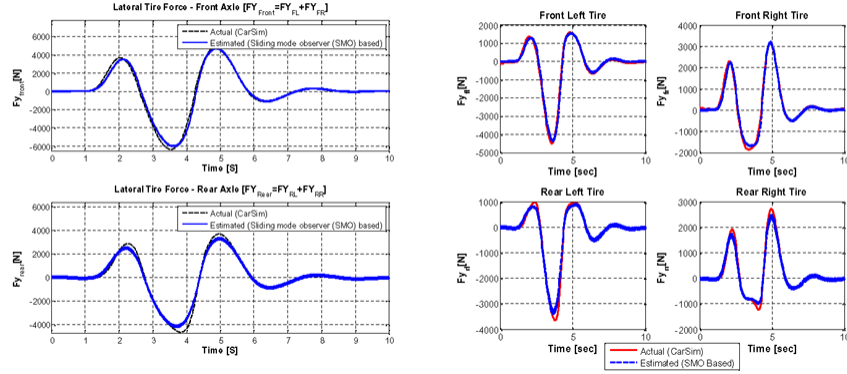 Lateral Tire Force - Front Axle [FY_Front=FY_FL+FY_FR]
Actual (CarSim)
Estimated (Sliding mode observer (SMO) based)
Fy_front[N]
6000
4000
2000
0
-2000
-4000
-6000
0 1 2 3 4 5 6 7 8 9 10
Time [S]
Lateral Tire Force - Rear Axle [FY_Rear=FY_RL+FY_RR]
Actual (CarSim)
Estimated (Sliding mode observer (SMO) based)
Fy_rear[N]
6000
4000
2000
0
-2000
-4000
0 1 2 3 4 5 6 7 8 9 10
Time [S]
Front Left Tire
Fy_fl[N]
2000
1000
0
-1000
-2000
-3000
-4000
-5000
0 5 10
Time [sec]
Front Right Tire
Fy_fr[N]
4000
3000
2000
1000
0
-1000
-2000
0 5 10
Time [sec]
Rear Left Tire
Fy_rl[N]
1000
0
-1000
-2000
-3000
-4000
0 5 10
Time [sec]
Rear Right Tire
Fy_rr[N]
3000
2000
1000
0
-1000
-2000
0 5 10
Time [sec]
Actual (CarSim)
Estimated (SMO Based)